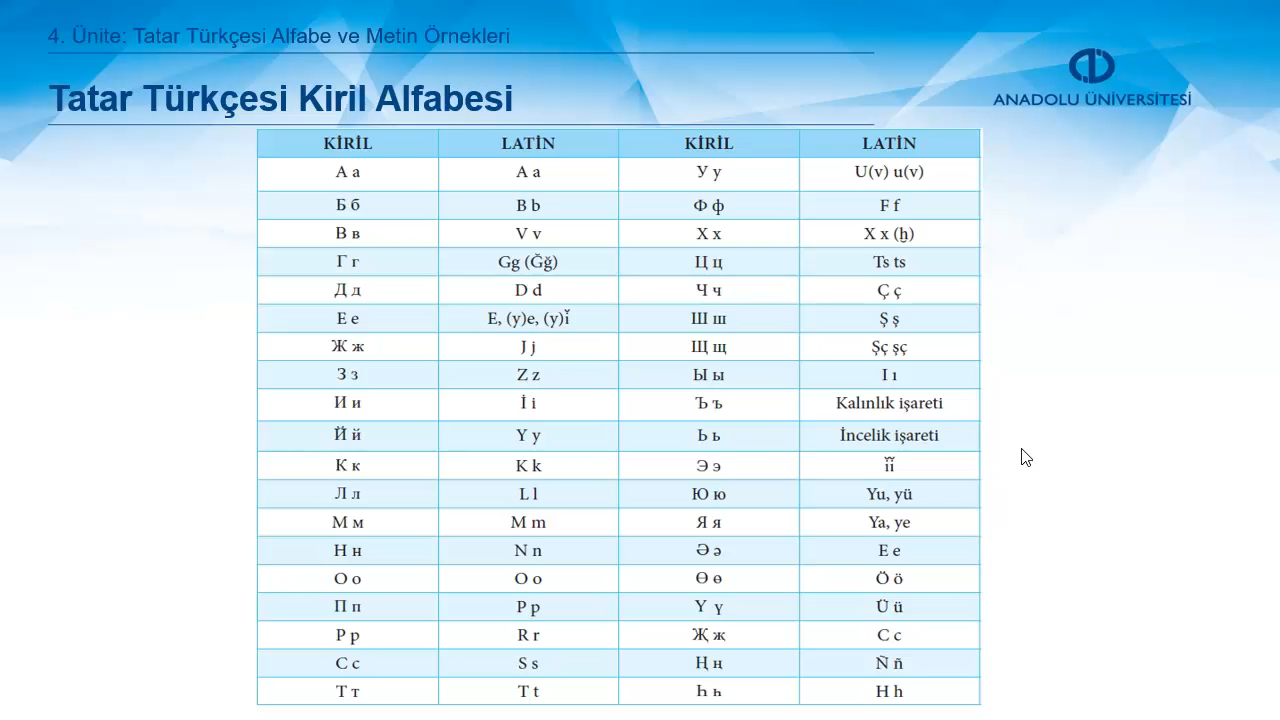 4. Ünite: Tatar Türkçesi Alfabe ve Metin Örnekleri
Tatar Türkçesi Kiril Alfabesi
ANADOLU ÜNİVERSİTESİ
KİRİL LATİN KİRİL LATİN
А а A a У у U(v) u(v)
Б б B b Ф ф F f
В в V v Х х X x (ẖ)
Г г Gg (Ğğ) Ц ц Ts ts
Д д D d Ч ч Ç ç
Е е E, (y)e, (y)ǐ Ш ш Ş ş
Ж ж J j Щ щ Şç şç
З з Z z Ы ы I ı
И и İ i Ъ ъ Kalınlık işareti
Й й Y y Ь ь İncelik işareti
К к K k Э э ǐǐ
Л л L l Ю ю Yu, yü
М м M m Я я Ya, ye
Н н N n Ә ә E e
О о O o Ө ө Ö ö
П п P p Ү ү Ü ü
Р р R r Җ җ C c
С с S s Ң ң Ñ ñ
Т т T t Һ һ H h